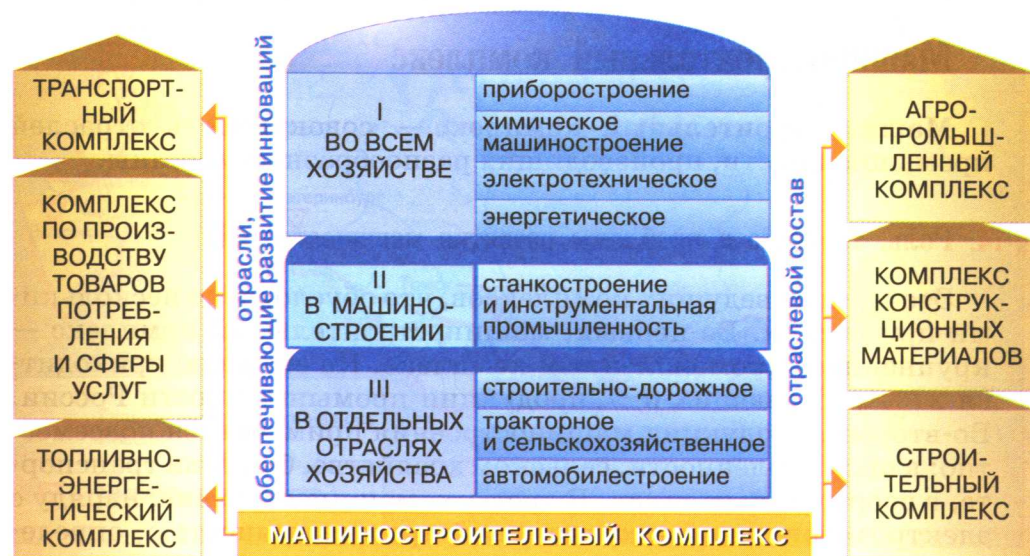 ТРАНСПОРТ-
НЫЙ
КОМПЛЕКС
КОМПЛЕКС
ПО ПРОИЗ-
ВОДСТВУ
ТОВАРОВ
ПОТРЕБ-
ЛЕНИЯ
И СФЕРЫ
УСЛУГ
ТОПЛИВНО-
ЭНЕРГЕ-
ТИЧЕСКИЙ
КОМПЛЕКС
отрасли,
обеспечивающие развитие инноваций
I
ВО ВСЕМ
ХОЗЯЙСТВЕ
приборостроение
химическое
машиностроение
электротехническое
энергетическое
II
В МАШИНО-
СТРОЕНИИ
станкостроение
и инструментальная
промышленность
III
В ОТДЕЛЬНЫХ
ОТРАСЛЯХ
ХОЗЯЙСТВА
строительно-дорожное
тракторное
и сельскохозяйственное
автомобилестроение
отраслевой состав
АГРО-
ПРОМЫШ-
ЛЕННЫЙ
КОМПЛЕКС
КОМПЛЕКС
КОНСТРУК-
ЦИОННЫХ
МАТЕРИАЛОВ
СТРОИ-
ТЕЛЬНЫЙ
КОМПЛЕКС
МАШИНОСТРОИТЕЛЬНЫЙ КОМПЛЕКС